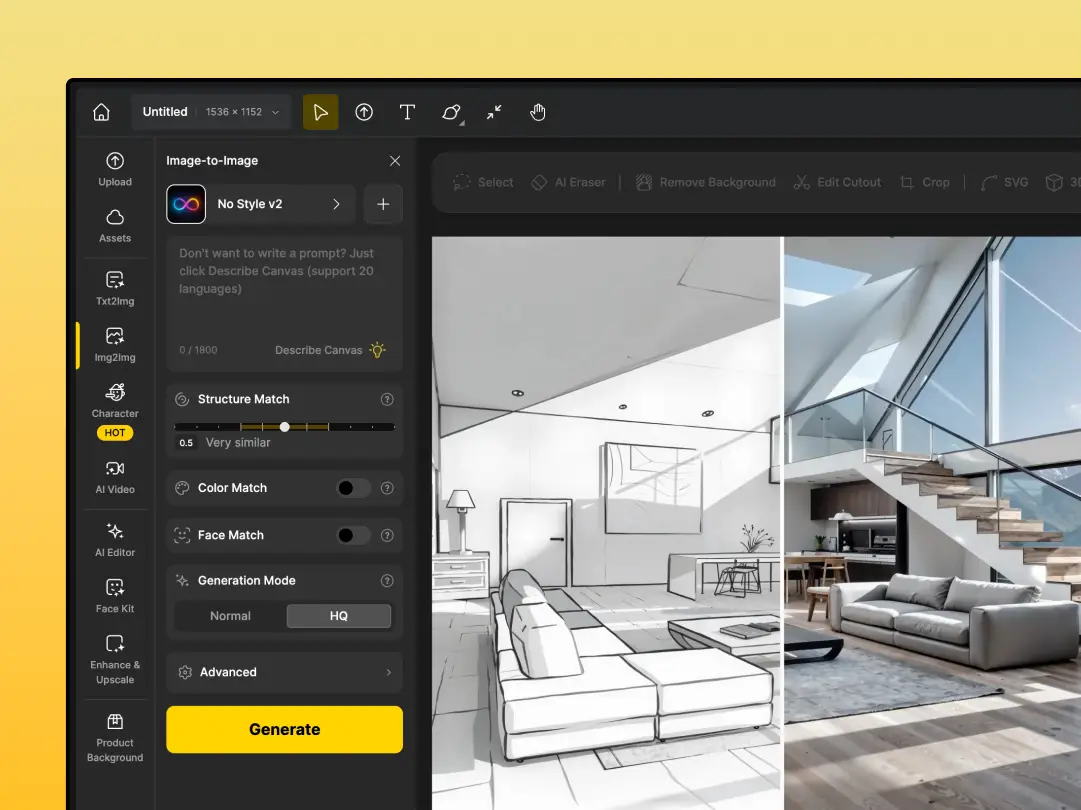 Untitled
1536 × 1152
Upload
Assets
Txt2Img
Img2Img
Character
HOT
AI Video
AI Editor
Face Kit
Enhance &
Upscale
Product
Background
Image-to-Image
No Style v2
Don't want to write a prompt? Just
click Describe Canvas (support 20
languages)
0 / 1800
Describe Canvas
Structure Match
0.5 Very similar
Color Match
Face Match
Generation Mode
Normal
HQ
Advanced
Generate
Select
AI Eraser
Remove Background
Edit Cutout
Crop
SVG